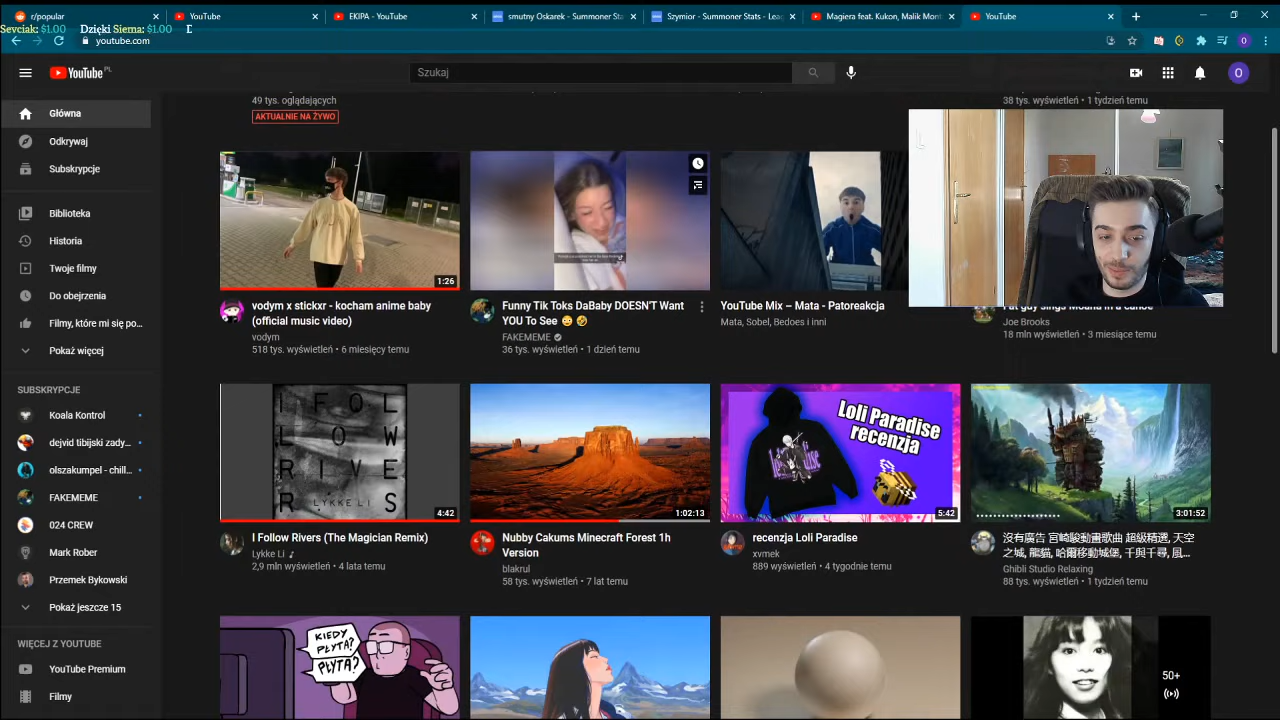 r/popular
YouTube
EKIPA - YouTube
smutny Oskarek - Summoner Sta
Szymior - Summoner Stats - Lea
Magiera feat. Kukon, Malik Mont
YouTube
Sevciak: $1.00 Dzięki Siema: $1.00
youtube.com
O
YouTube PL
Szukaj
O
Główna
Odkrywaj
Subskrypcje
Biblioteka
Historia
Twoje filmy
Do obejrzenia
Filmy, które mi się po...
Pokaż więcej
SUBSKRYPCJE
Koala Kontrol
dejvid tibijski zady...
olszakumpel - chill...
FAKEMEME
024 CREW
Mark Rober
Przemek Bykowski
Pokaż jeszcze 15
WIĘCEJ Z YOUTUBE
YouTube Premium
Filmy
49 tys. oglądających
AKTUALNIE NA ŻYWO
38 tys. wyświetleń • 1 tydzień temu
1:26
vodym x stickxr - kocham anime baby
(official music video)
vodym
518 tys. wyświetleń • 6 miesięcy temu
Funny Tik Toks DaBaby DOESN'T Want
YOU To See 😳 🤣
FAKEMEME
36 tys. wyświetleń • 1 dzień temu
YouTube Mix – Mata - Patoreakcja
Mata, Sobel, Bedoes i inni
Fat guy sings Moana in a canoe
Joe Brooks
18 mln wyświetleń • 3 miesiące temu
I FOL
LOW
RIVE
RS
LYKKE LI
4:42
I Follow Rivers (The Magician Remix)
Lykke Li
2,9 mln wyświetleń • 4 lata temu
1:02:13
Nubby Cakums Minecraft Forest 1h
Version
blakrul
58 tys. wyświetleń • 7 lat temu
Loli Paradise
recenzja
5:42
recenzja Loli Paradise
xvmek
889 wyświetleń • 4 tygodnie temu
3:01:52
沒有廣告 宮崎駿動畫歌曲 超級精選, 天空
之城, 龍貓, 哈爾移動城堡, 千與千尋, 風...
Ghibli Studio Relaxing
88 tys. wyświetleń • 1 tydzień temu
KIEDY
PŁYTA?
PŁYTA?
50+